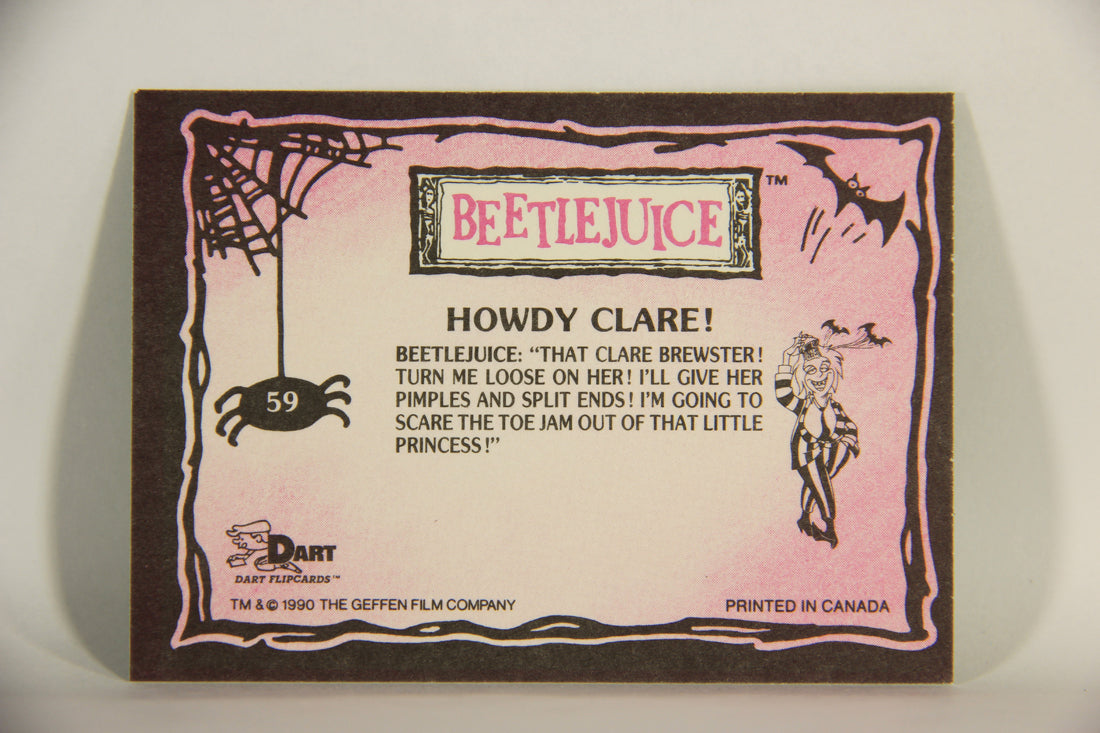 BEETLEJUICE™
HOWDY CLARE!
BEETLEJUICE: “THAT CLARE BREWSTER!
TURN ME LOOSE ON HER! I’LL GIVE HER
PIMPLES AND SPLIT ENDS! I’M GOING TO
SCARE THE TOE JAM OUT OF THAT LITTLE
PRINCESS!”
59
DART
DART FLIPCARDS™
TM & © 1990 THE GEFFEN FILM COMPANY
PRINTED IN CANADA